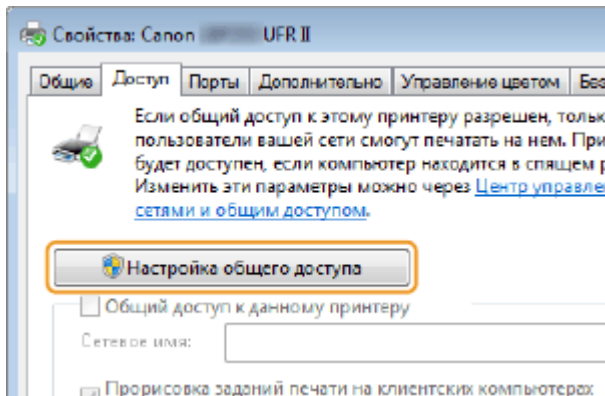 Свойства: Canon UFR II
Общие Доступ Порты Дополнительно Управление цветом Без
Если общий доступ к этому принтеру разрешен, тольк
пользователи вашей сети смогут печатать на нем. При
будет доступен, если компьютер находится в спящем р
Изменить эти параметры можно через Центр управле
сетями и общим доступом.
Настройка общего доступа
Общий доступ к данному принтеру
Сетевое имя:
Прорисовка заданий печати на клиентских компьютерах